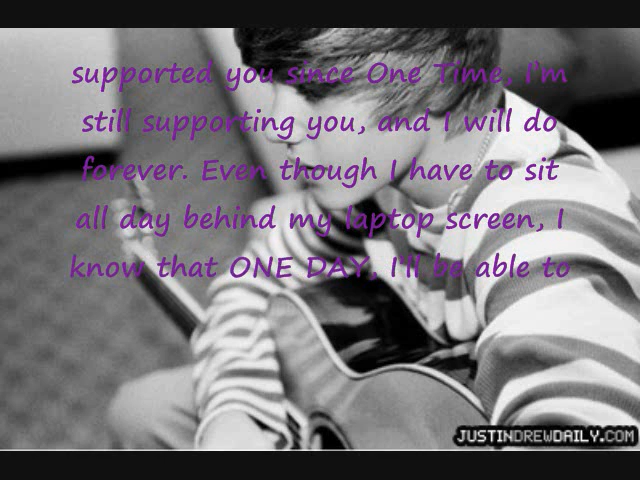 supported you since One Time, I'm
still supporting you, and I will do
forever. Even though I have to sit
all day behind my laptop screen, I
know that ONE DAY, I'll be able to
JUSTINDREWDAILY.COM